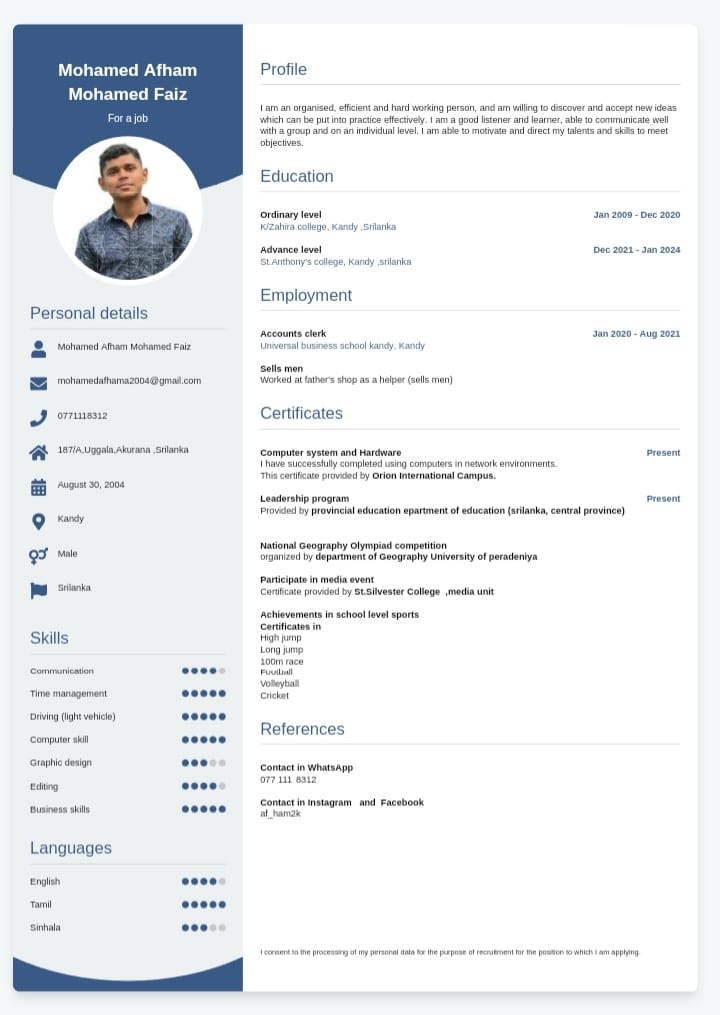 Mohamed Afham
Mohamed Faiz
For a job
Personal details
Mohamed Afham Mohamed Faiz
mohamedafhama2004@gmail.com
0771118312
187/A,Uggala,Akurana ,Srilanka
August 30, 2004
Kandy
Male
Srilanka
Skills
Communication
Time management
Driving (light vehicle)
Computer skill
Graphic design
Editing
Business skills
Languages
English
Tamil
Sinhala
Profile
I am an organised, efficient and hard working person, and am willing to discover and accept new ideas
which can be put into practice effectively. I am a good listener and learner, able to communicate well
with a group and on an individual level. I am able to motivate and direct my talents and skills to meet
objectives.
Education
Ordinary level Jan 2009 - Dec 2020
K/Zahira college, Kandy ,Srilanka
Advance level Dec 2021 - Jan 2024
St.Anthony's college, Kandy ,srilanka
Employment
Accounts clerk Jan 2020 - Aug 2021
Universal business school kandy, Kandy
Sells men
Worked at father's shop as a helper (sells men)
Certificates
Computer system and Hardware Present
I have successfully completed using computers in network environments.
This certificate provided by Orion International Campus.
Leadership program Present
Provided by provincial education epartment of education (srilanka, central province)
National Geography Olympiad competition
organized by department of Geography University of peradeniya
Participate in media event
Certificate provided by St.Silvester College ,media unit
Achievements in school level sports
Certificates in
High jump
Long jump
100m race
Football
Volleyball
Cricket
References
Contact in WhatsApp
077 111 8312
Contact in Instagram and Facebook
af_ham2k
I consent to the processing of my personal data for the purpose of recruitment for the position to which I am applying.